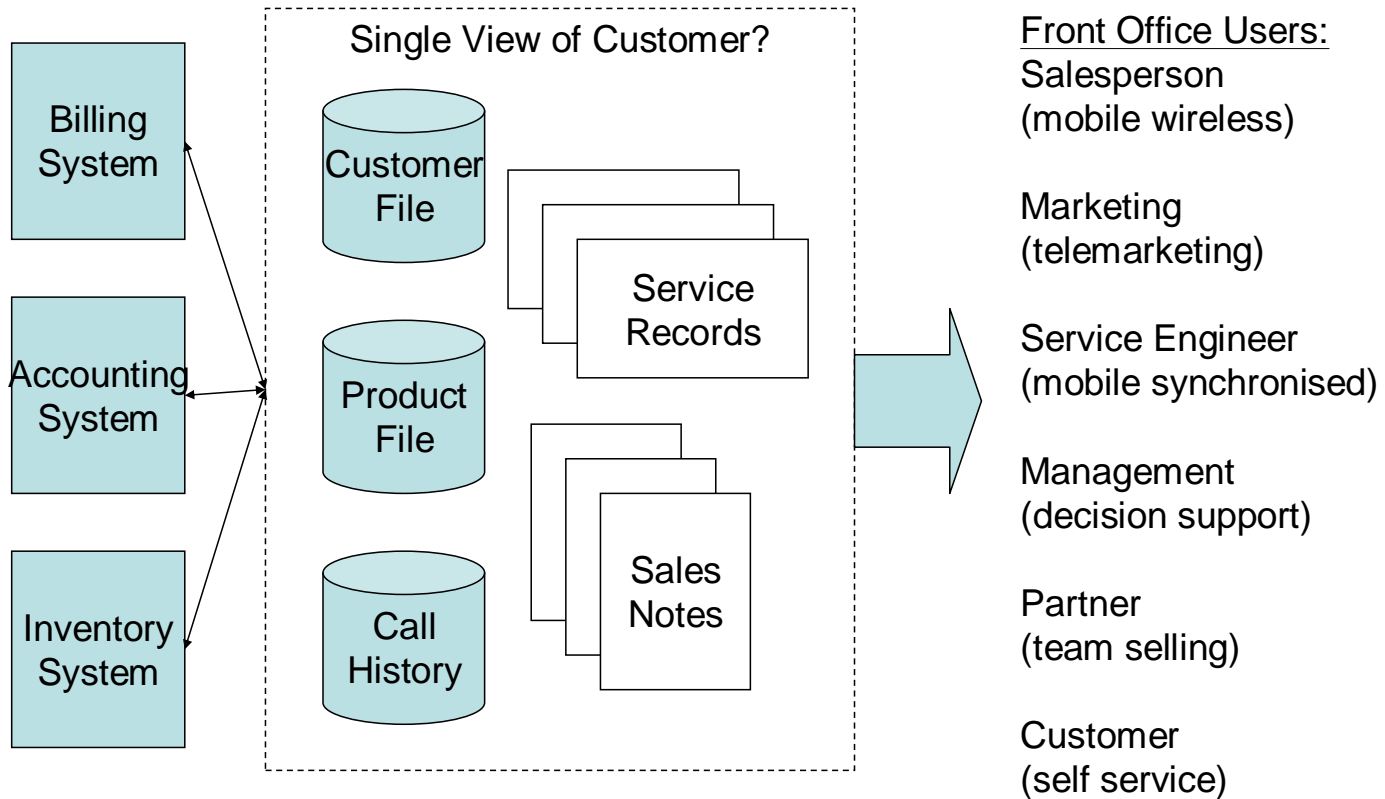 Single View of Customer?
Billing
System
Accounting
System
Inventory
System
Customer
File
Product
File
Call
History
Service
Records
Sales
Notes
Front Office Users:
Salesperson
(mobile wireless)
Marketing
(telemarketing)
Service Engineer
(mobile synchronised)
Management
(decision support)
Partner
(team selling)
Customer
(self service)